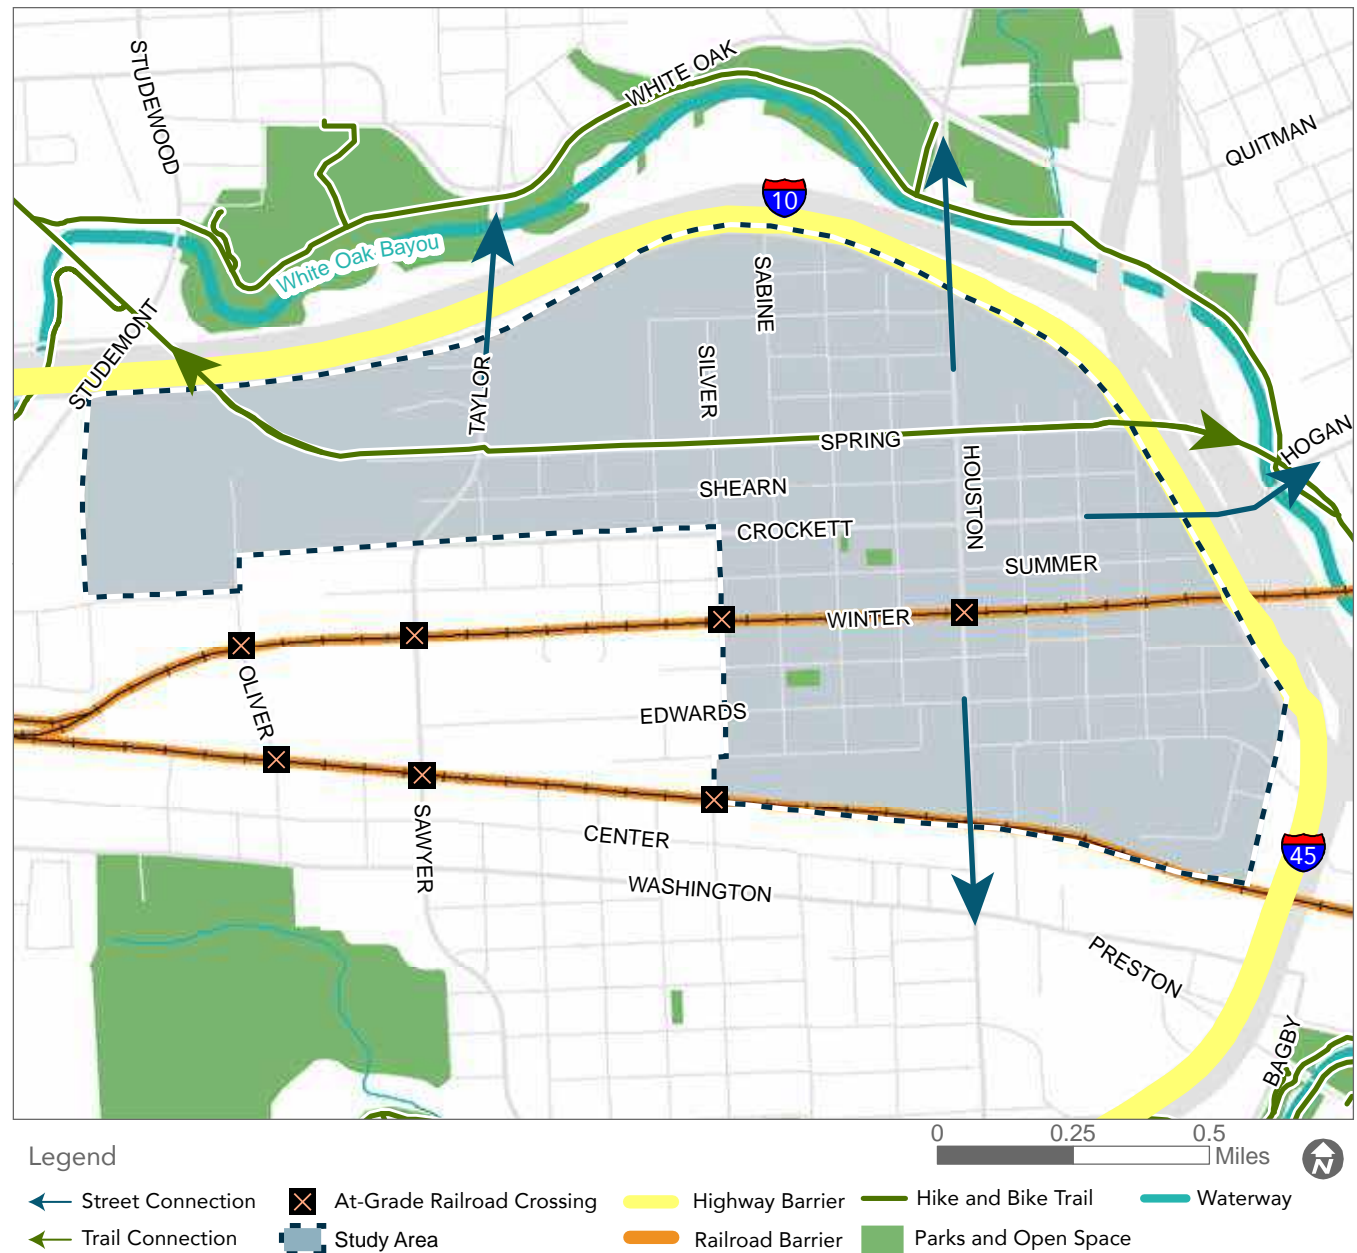 STUDEWOOD
WHITE OAK
QUITMAN
10
White Oak Bayou
SABINE
STUDEMONT
SILVER
TAYLOR
SPRING
HOGAN
HOUSTON
SHEARN
CROCKETT
SUMMER
WINTER
OLIVER
EDWARDS
SAWYER
CENTER
45
WASHINGTON
PRESTON
BAGBY
0 0.25 0.5
Miles
N
Legend
Street Connection
At-Grade Railroad Crossing
Highway Barrier
Hike and Bike Trail
Waterway
Trail Connection
Study Area
Railroad Barrier
Parks and Open Space